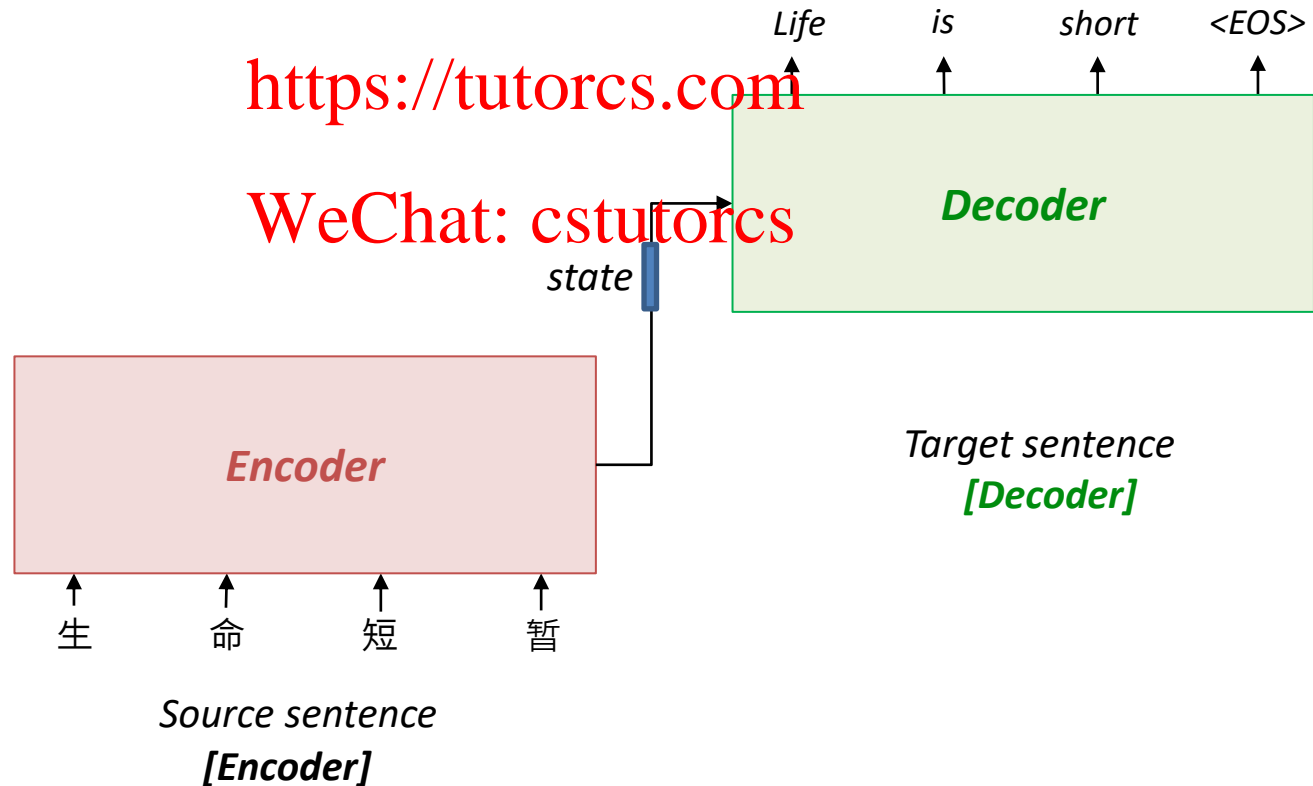 Life is short <EOS>
https://tutorcs.com
WeChat: cstutorcs
Decoder
state
Encoder
Target sentence
[Decoder]
生 命 短 暂
Source sentence
[Encoder]